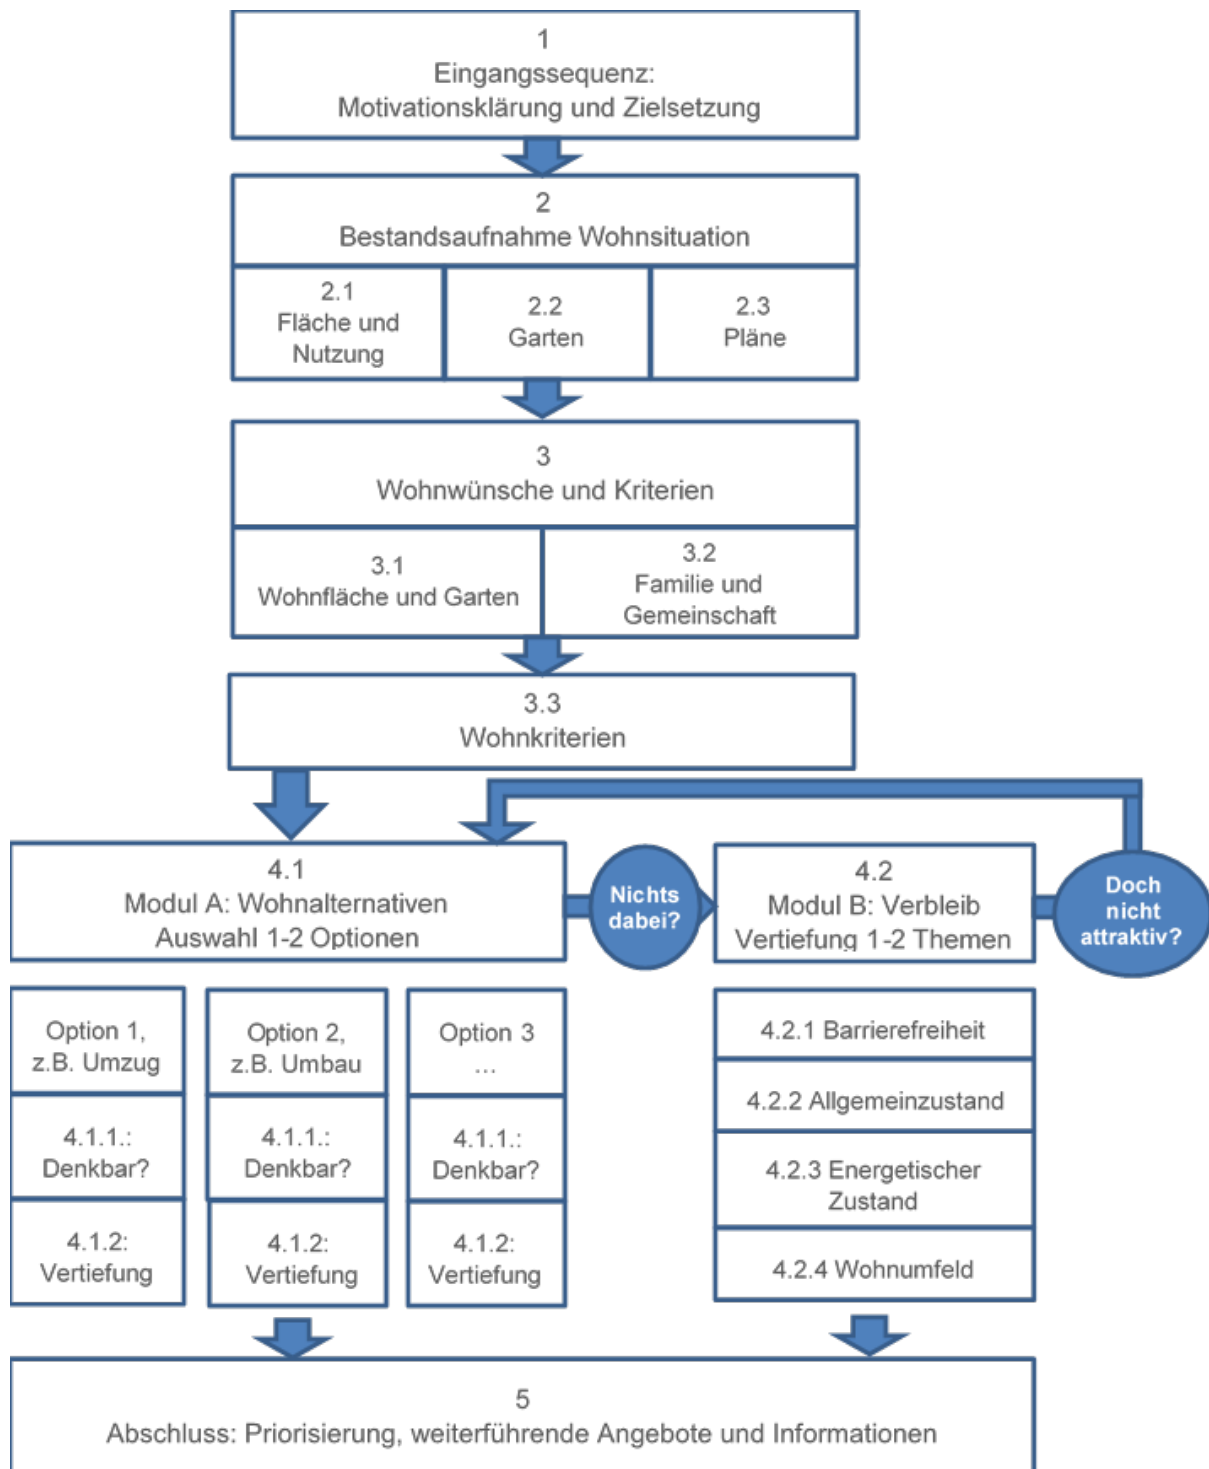 1
Eingangssequenz:
Motivationsklärung und Zielsetzung
2
Bestandsaufnahme Wohnsituation
2.1
Fläche und
Nutzung
2.2
Garten
2.3
Pläne
3
Wohnwünsche und Kriterien
3.1
Wohnfläche und Garten
3.2
Familie und
Gemeinschaft
3.3
Wohnkriterien
4.1
Modul A: Wohnalternativen
Auswahl 1-2 Optionen
Nichts
dabei?
4.2
Modul B: Verbleib
Vertiefung 1-2 Themen
Doch
nicht
attraktiv?
Option 1,
z.B. Umzug
4.1.1.:
Denkbar?
4.1.2:
Vertiefung
Option 2,
z.B. Umbau
4.1.1.:
Denkbar?
4.1.2:
Vertiefung
Option 3
...
4.1.1.:
Denkbar?
4.1.2:
Vertiefung
4.2.1 Barrierefreiheit
4.2.2 Allgemeinzustand
4.2.3 Energetischer
Zustand
4.2.4 Wohnumfeld
5
Abschluss: Priorisierung, weiterführende Angebote und Informationen